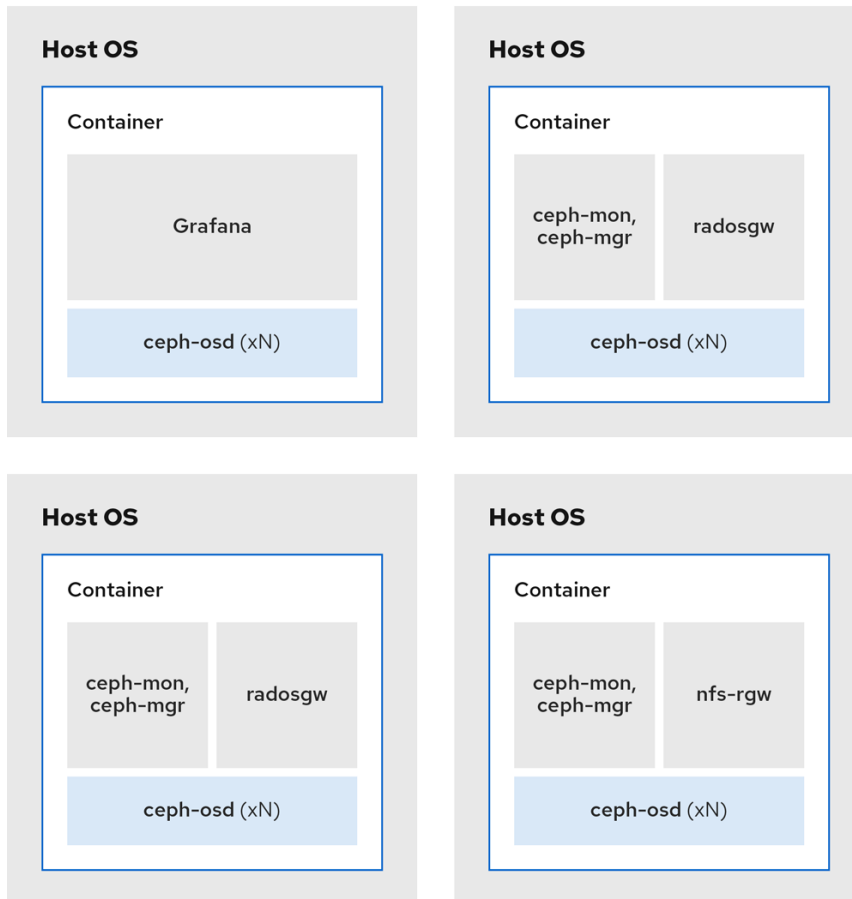 Host OS
Container
Grafana
ceph-osd (xN)
Host OS
Container
ceph-mon,
ceph-mgr
radosgw
ceph-osd (xN)
Host OS
Container
ceph-mon,
ceph-mgr
radosgw
ceph-osd (xN)
Host OS
Container
ceph-mon,
ceph-mgr
nfs-rgw
ceph-osd (xN)